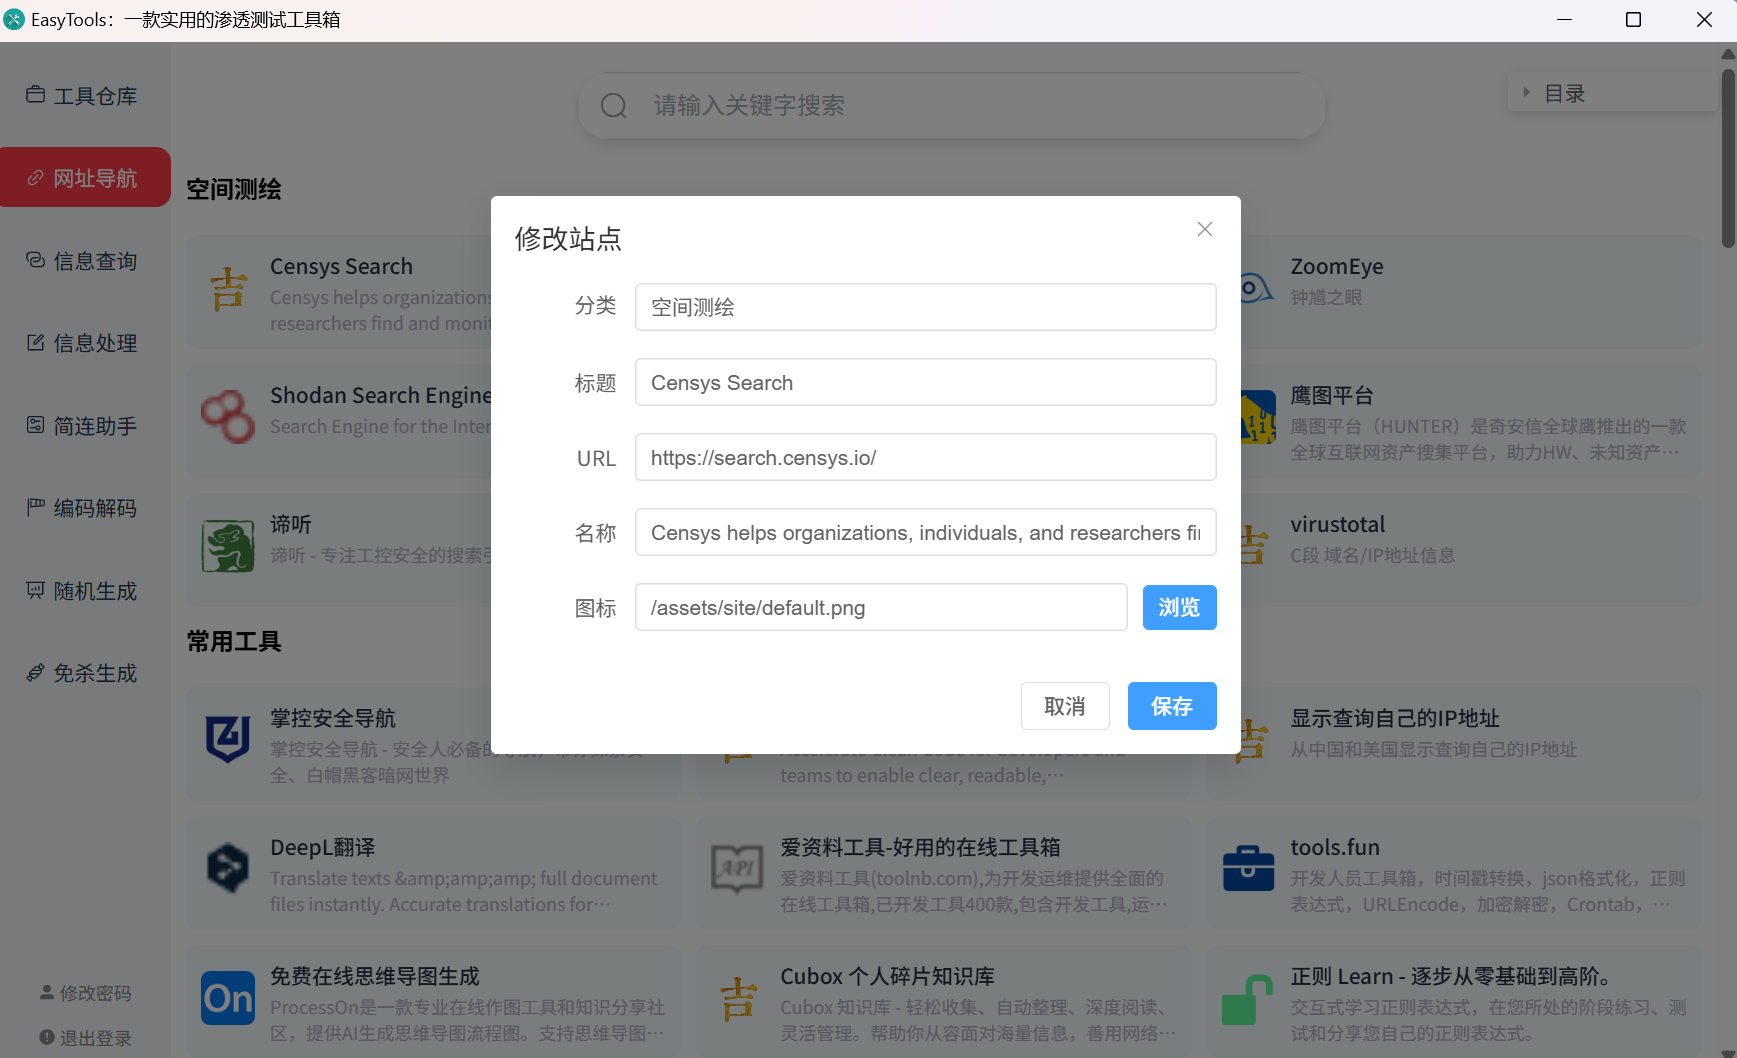 EasyTools：一款实用的渗透测试工具箱
工具仓库
网址导航
信息查询
信息处理
简连助手
编码解码
随机生成
免杀生成
修改密码
退出登录
请输入关键字搜索
目录
空间测绘
Censys Search
Censys helps organizations
researchers find and monit
ZoomEye
钟馗之眼
Shodan Search Engine
Search Engine for the Inter
鹰图平台
鹰图平台（HUNTER）是奇安信全球鹰推出的一款
全球互联网资产搜集平台，助力HW、未知资产…
谛听
谛听 - 专注工控安全的搜索引
virustotal
C段 域名/IP地址信息
修改站点
分类
空间测绘
标题
Censys Search
URL
https://search.censys.io/
名称
Censys helps organizations, individuals, and researchers fi
图标
/assets/site/default.png
浏览
取消
保存
常用工具
掌控安全导航
掌控安全导航 - 安全人必备的
全、白帽黑客暗网世界
teams to enable clear, readable,…
显示查询自己的IP地址
从中国和美国显示查询自己的IP地址
DeepL翻译
Translate texts &amp;amp;amp; full document
files instantly. Accurate translations for…
API
爱资料工具-好用的在线工具箱
爱资料工具(toolnb.com),为开发运维提供全面的
在线工具箱,已开发工具400款,包含开发工具,运…
tools.fun
开发人员工具箱，时间戳转换，json格式化，正则
表达式，URLEncode，加密解密，Crontab，…
On
免费在线思维导图生成
ProcessOn是一款专业在线作图工具和知识分享社
区，提供AI生成思维导图流程图。支持思维导图…
吉
Cubox 个人碎片知识库
Cubox 知识库 - 轻松收集、自动整理、深度阅读、
灵活管理。帮助你从容面对海量信息，善用网络…
正则 Learn - 逐步从零基础到高阶。
交互式学习正则表达式，在您所处的阶段练习、测
试和分享您自己的正则表达式。